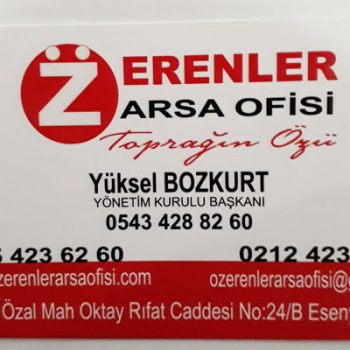 ÖZERENLER
ARSA OFİSİ
Toprağın Özü
Yüksel BOZKURT
YÖNETİM KURULU BAŞKANI
0543 428 82 60
423 62 60 0212 423
ozerenlerarsaofisi.com ozerenlerarsaofisi@
Özal Mah Oktay Rıfat Caddesi No:24/B Esen